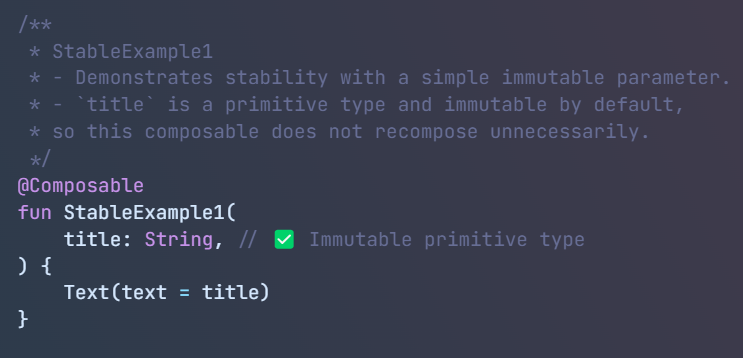 /**
 * StableExample1
 * - Demonstrates stability with a simple immutable parameter.
 * - `title` is a primitive type and immutable by default,
 * so this composable does not recompose unnecessarily.
 */
@Composable
fun StableExample1(
    title: String, // ✅ Immutable primitive type
) {
    Text(text = title)
}